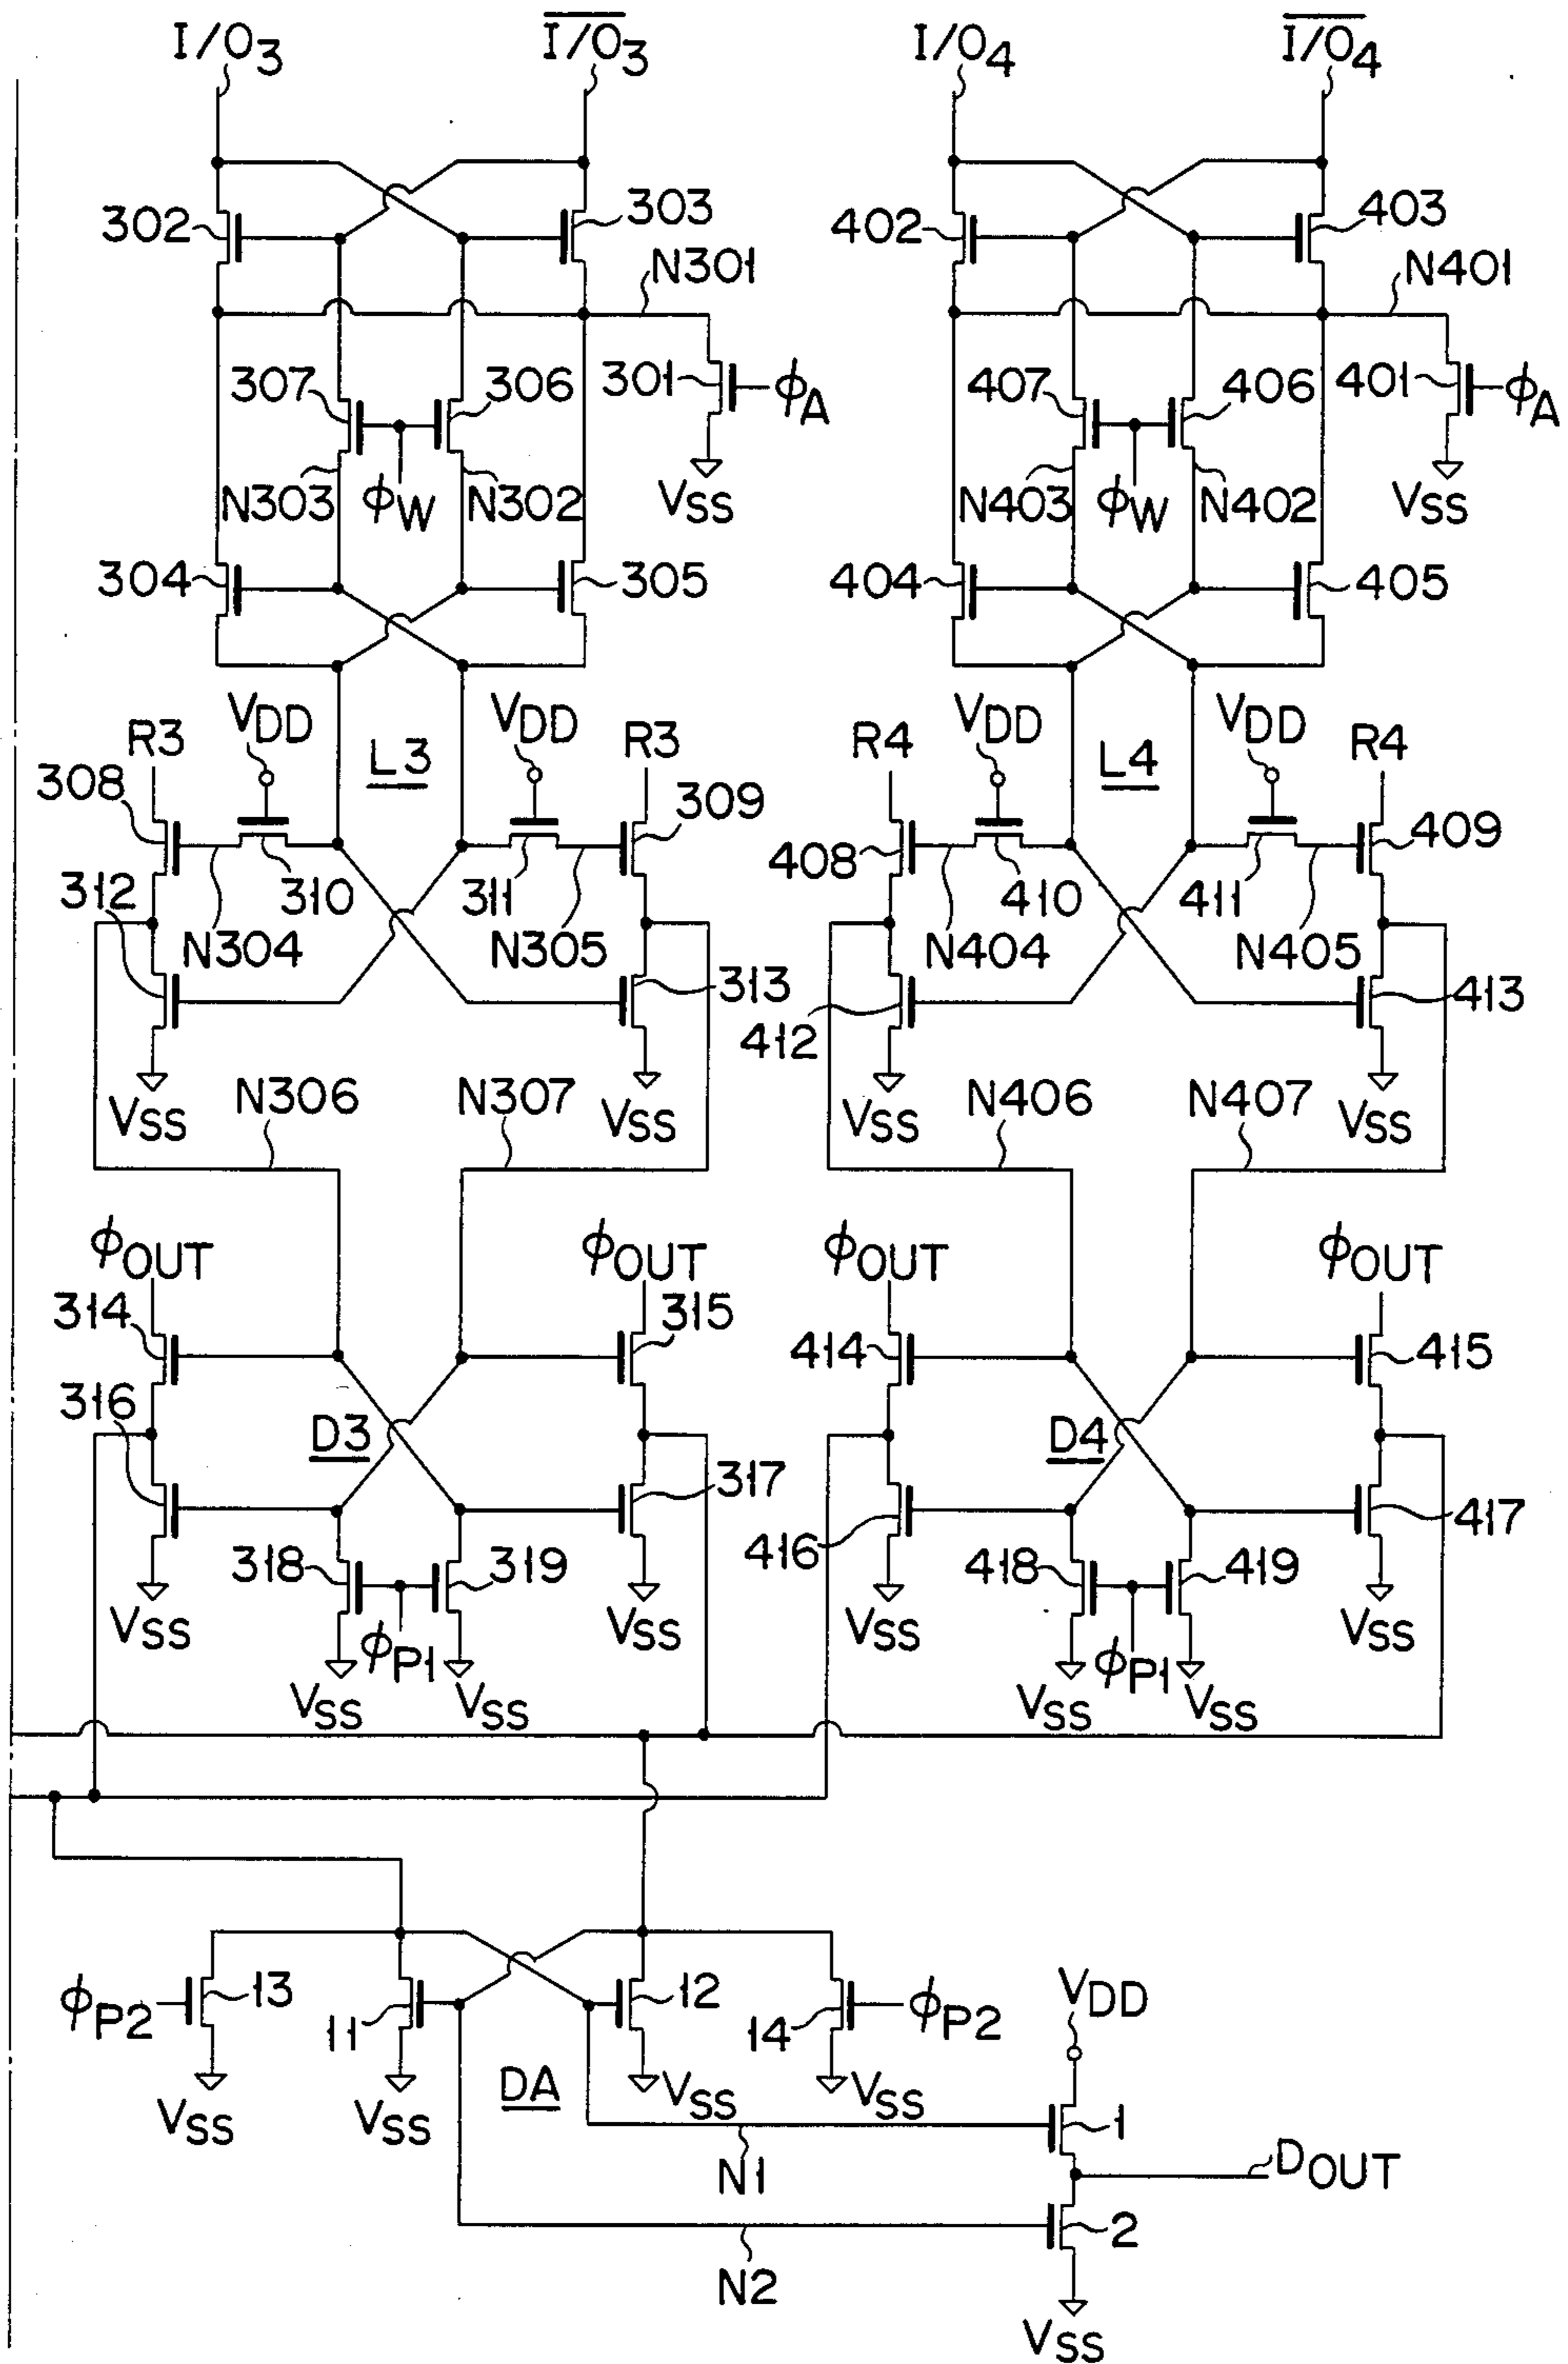 I/O3 I/O3 I/O4 I/O4
302 303 402 403
N301 N401
307 306 301 φA 407 406 401 φA
N303 φW N302 VSS N403 φW N402 VSS
304 305 404 405
R3 VDD L3 VDD R3 R4 VDD L4 VDD R4
308 309 408 409
312 310 311 410 411
N304 N305 313 N404 N405 413
412
VSS N306 N307 VSS VSS N406 N407 VSS
φOUT φOUT φOUT φOUT
314 315 414 415
316 D3 317 D4 417
318 319 416 418 419
VSS φP1 VSS VSS φP1 VSS
VSS VSS VSS VSS
φP2 13 11 12 14 φP2 VDD
VSS VSS DA VSS VSS
1
N1 DOUT
2
N2
VSS